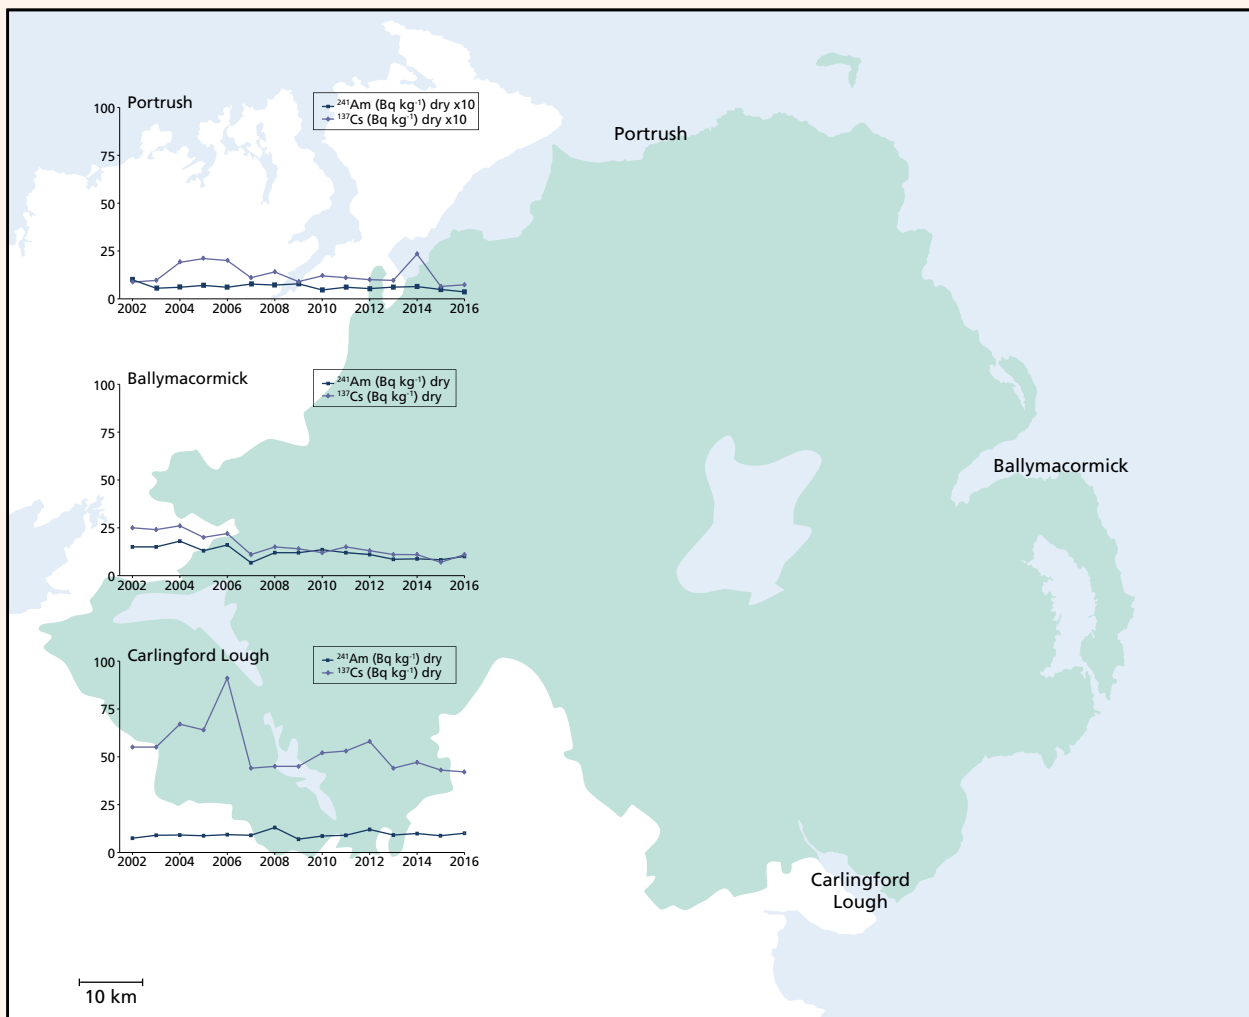 Portrush
²⁴¹Am (Bq kg⁻¹) dry x10
¹³⁷Cs (Bq kg⁻¹) dry x10
100
75
50
25
0
2002 2004 2006 2008 2010 2012 2014 2016
Portrush
Ballymacormick
²⁴¹Am (Bq kg⁻¹) dry
¹³⁷Cs (Bq kg⁻¹) dry
100
75
50
25
0
2002 2004 2006 2008 2010 2012 2014 2016
Ballymacormick
Carlingford Lough
²⁴¹Am (Bq kg⁻¹) dry
¹³⁷Cs (Bq kg⁻¹) dry
100
75
50
25
0
2002 2004 2006 2008 2010 2012 2014 2016
Carlingford
Lough
10 km